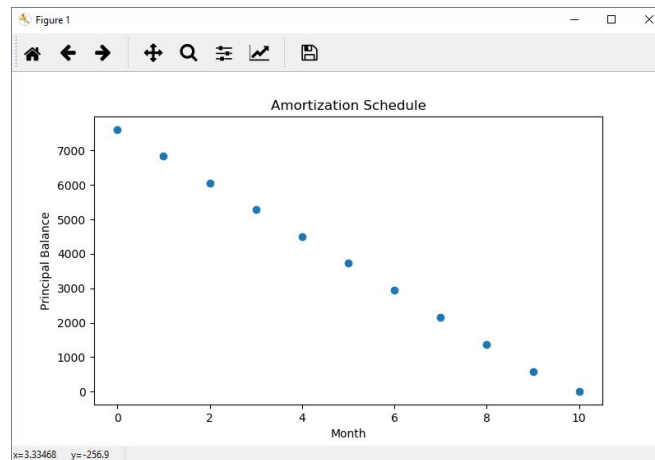 Figure 1
Amortization Schedule
7000
6000
5000
4000
3000
2000
1000
0
Principal Balance
0 2 4 6 8 10
Month
x=3.33468 y=-256.9